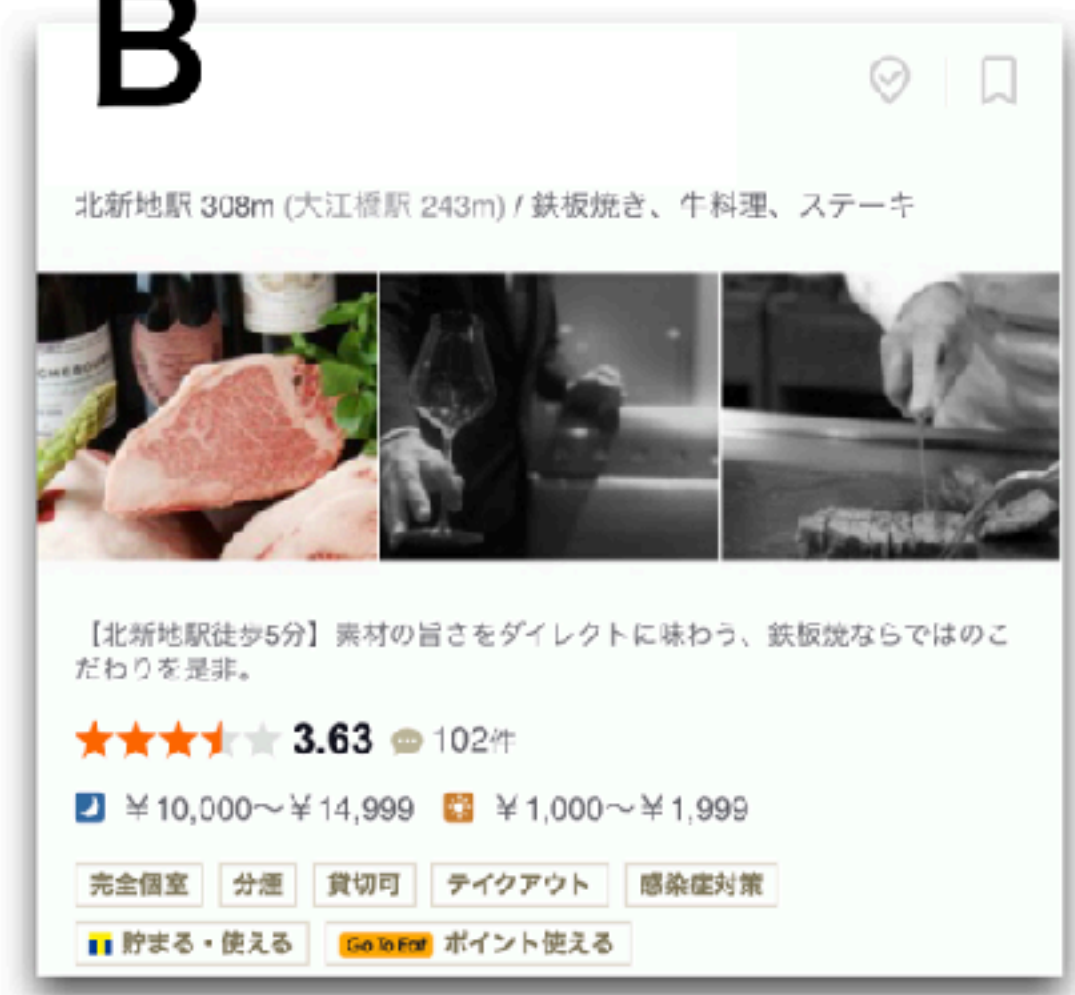 B
北新地駅 308m (大江橋駅 243m) / 鉄板焼き、牛料理、ステーキ
【北新地駅徒歩5分】素材の旨さをダイレクトに味わう、鉄板焼ならではのこ
だわりを是非。
3.63 102件
¥10,000～¥14,999 ¥1,000～¥1,999
完全個室 分煙 貸切可 テイクアウト 感染症対策
T 貯まる・使える Go To Eat ポイント使える